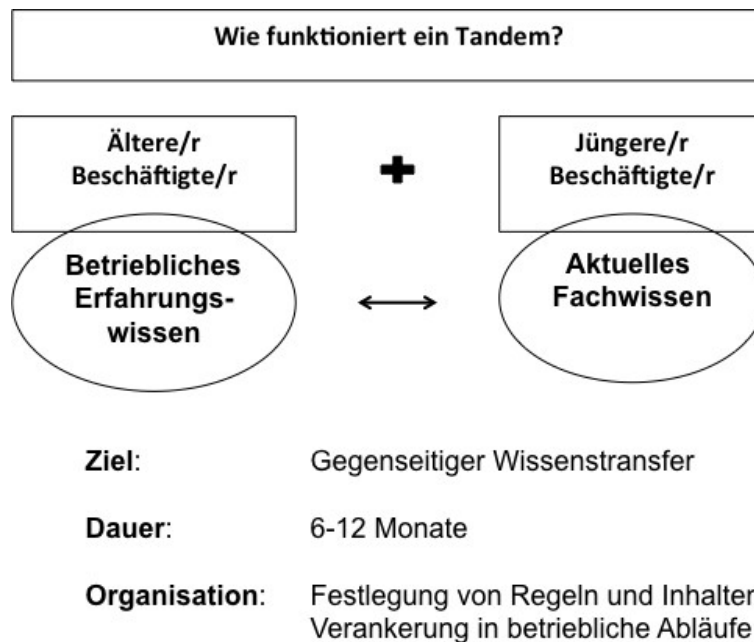 Wie funktioniert ein Tandem?
Ältere/r
Beschäftigte/r
Jüngere/r
Beschäftigte/r
Betriebliches
Erfahrungs-
wissen
Aktuelles
Fachwissen
Ziel: Gegenseitiger Wissenstransfer
Dauer: 6-12 Monate
Organisation: Festlegung von Regeln und Inhalten
Verankerung in betriebliche Abläufe